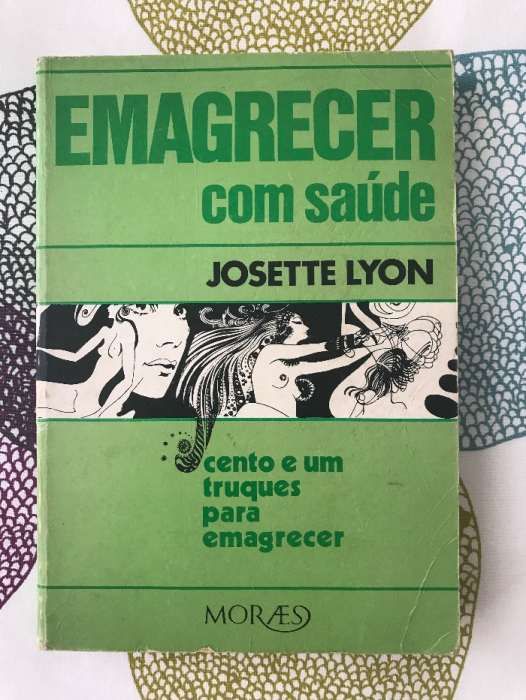 EMAGRECER
com saúde
JOSETTE LYON
cento e um
truques
para
emagrecer
MORÆS